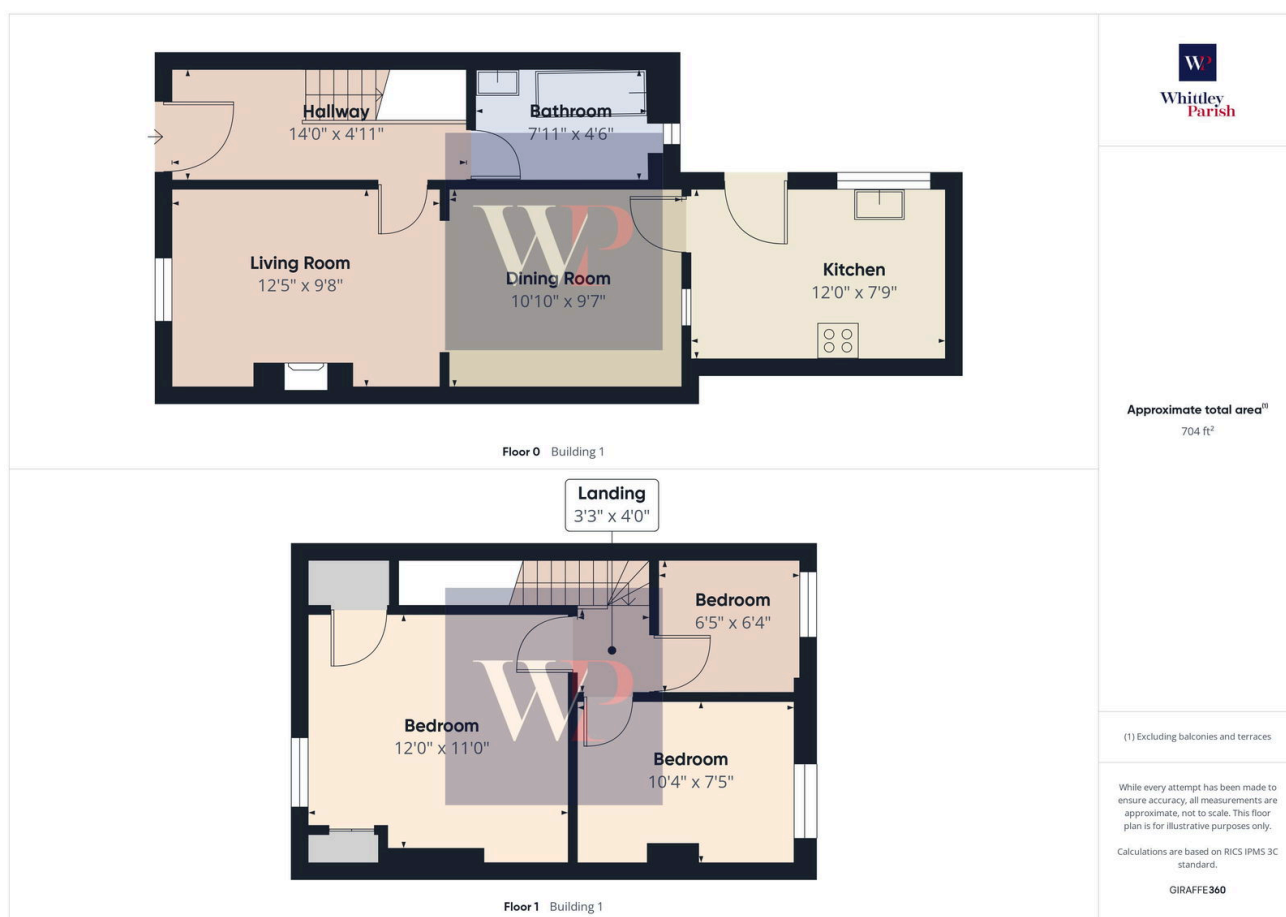 Hallway
14'0" x 4'11"
Bathroom
7'11" x 4'6"
Living Room
12'5" x 9'8"
WP
Dining Room
10'10" x 9'7"
Kitchen
12'0" x 7'9"
Floor 0 Building 1
Landing
3'3" x 4'0"
Bedroom
6'5" x 6'4"
WP
Bedroom
12'0" x 11'0"
Bedroom
10'4" x 7'5"
Floor 1 Building 1
WP
Whittley
Parish
Approximate total area(1)
704 ft²
(1) Excluding balconies and terraces
While every attempt has been made to
ensure accuracy, all measurements are
approximate, not to scale. This floor
plan is for illustrative purposes only.
Calculations are based on RICS IPMS 3C
standard.
GIRAFFE360